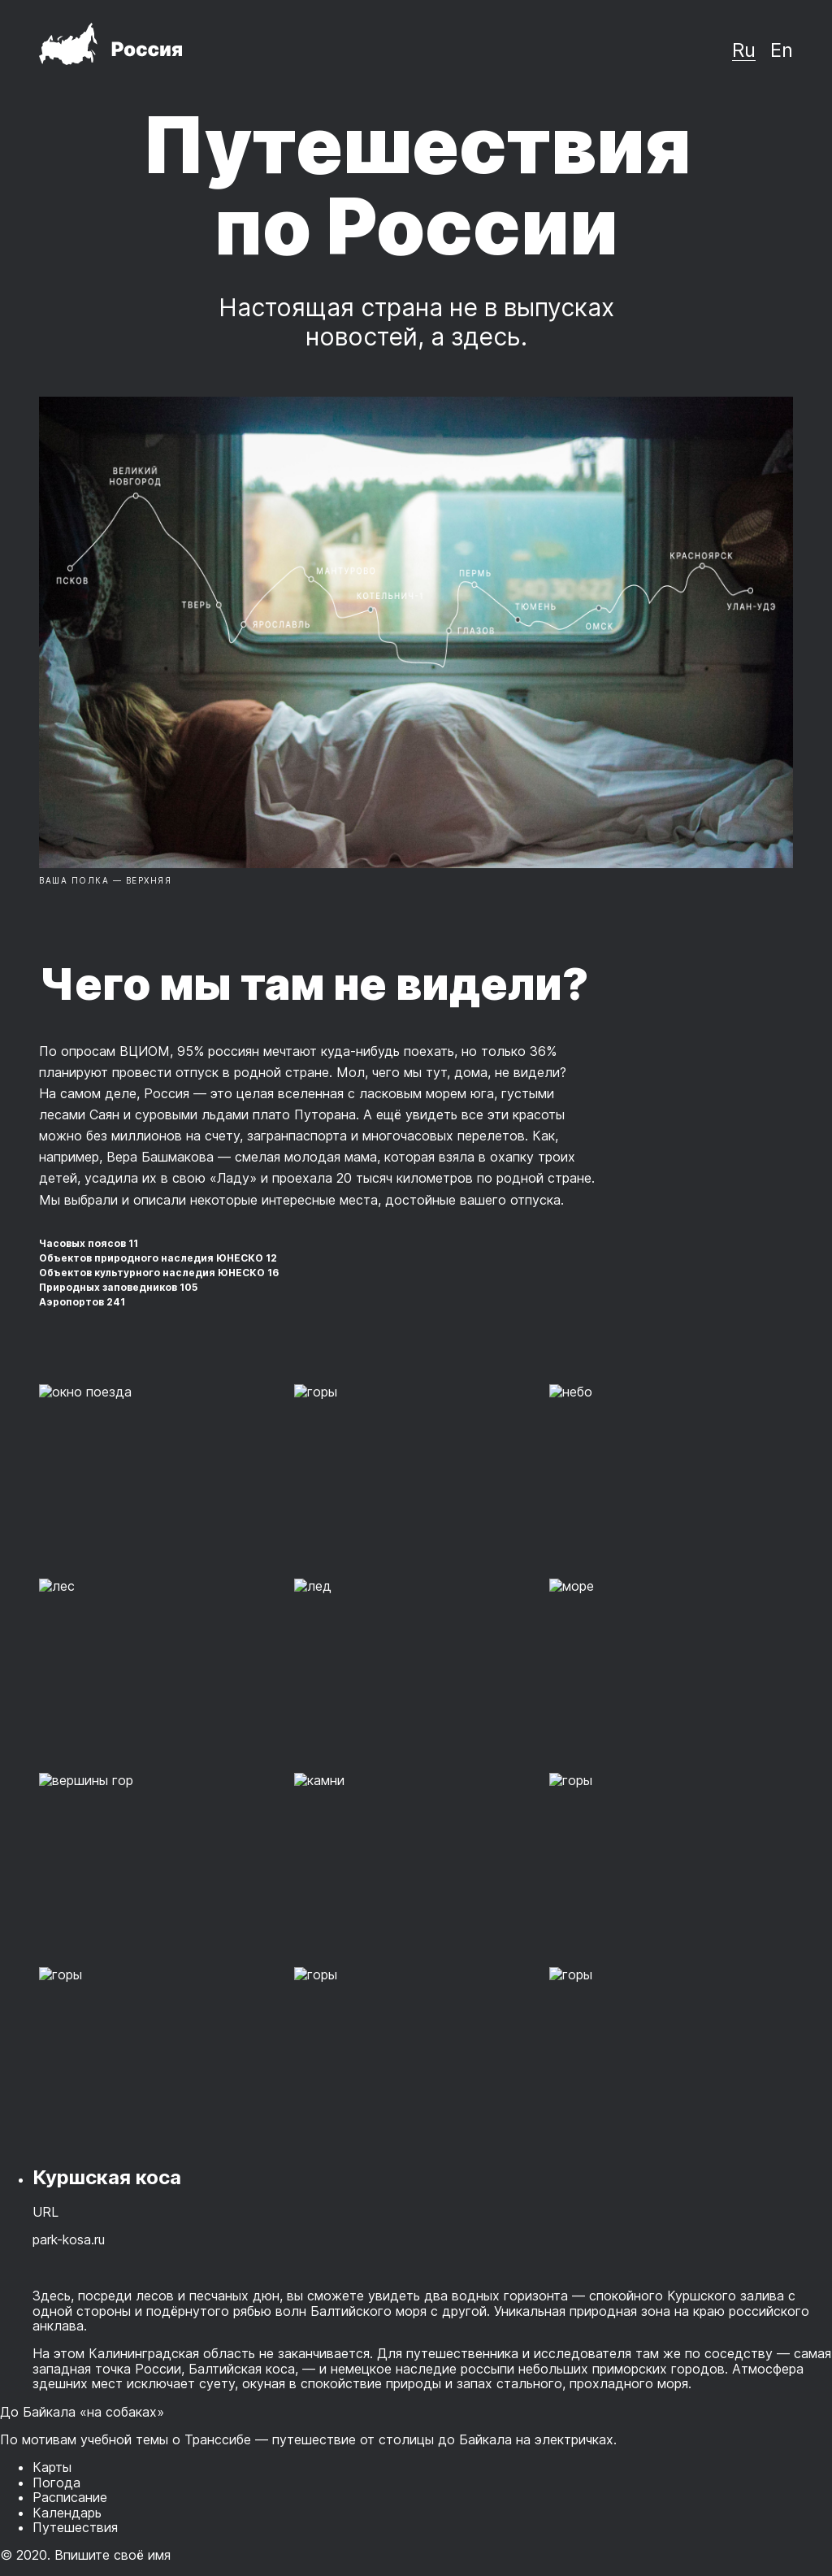 Россия
Ru En
Путешествия
по России
Настоящая страна не в выпусках
новостей, а здесь.
ВЕЛИКИЙ
НОВГОРОД
ПСКОВ
ТВЕРЬ
ЯРОСЛАВЛЬ
МАНТУРОВО
КОТЕЛЬНИЧ-1
ПЕРМЬ
ГЛАЗОВ
ТЮМЕНЬ
ОМСК
КРАСНОЯРСК
УЛАН-УДЭ
ВАША ПОЛКА — ВЕРХНЯЯ
Чего мы там не видели?
По опросам ВЦИОМ, 95% россиян мечтают куда-нибудь поехать, но только 36%
планируют провести отпуск в родной стране. Мол, чего мы тут, дома, не видели?
На самом деле, Россия — это целая вселенная с ласковым морем юга, густыми
лесами Саян и суровыми льдами плато Путорана. А ещё увидеть все эти красоты
можно без миллионов на счету, загранпаспорта и многочасовых перелетов. Как,
например, Вера Башмакова — смелая молодая мама, которая взяла в охапку троих
детей, усадила их в свою «Ладу» и проехала 20 тысяч километров по родной стране.
Мы выбрали и описали некоторые интересные места, достойные вашего отпуска.
Часовых поясов 11
Объектов природного наследия ЮНЕСКО 12
Объектов культурного наследия ЮНЕСКО 16
Природных заповедников 105
Аэропортов 241
окно поезда
горы
небо
лес
лед
море
вершины гор
камни
горы
горы
горы
горы
Куршская коса
URL
park-kosa.ru
Здесь, посреди лесов и песчаных дюн, вы сможете увидеть два водных горизонта — спокойного Куршского залива с
одной стороны и подёрнутого рябью волн Балтийского моря с другой. Уникальная природная зона на краю российского
анклава.
На этом Калининградская область не заканчивается. Для путешественника и исследователя там же по соседству — самая
западная точка России, Балтийская коса, — и немецкое наследие россыпи небольших приморских городов. Атмосфера
здешних мест исключает суету, окуная в спокойствие природы и запах стального, прохладного моря.
До Байкала «на собаках»
По мотивам учебной темы о Транссибе — путешествие от столицы до Байкала на электричках.
Карты
Погода
Расписание
Календарь
Путешествия
© 2020. Впишите своё имя